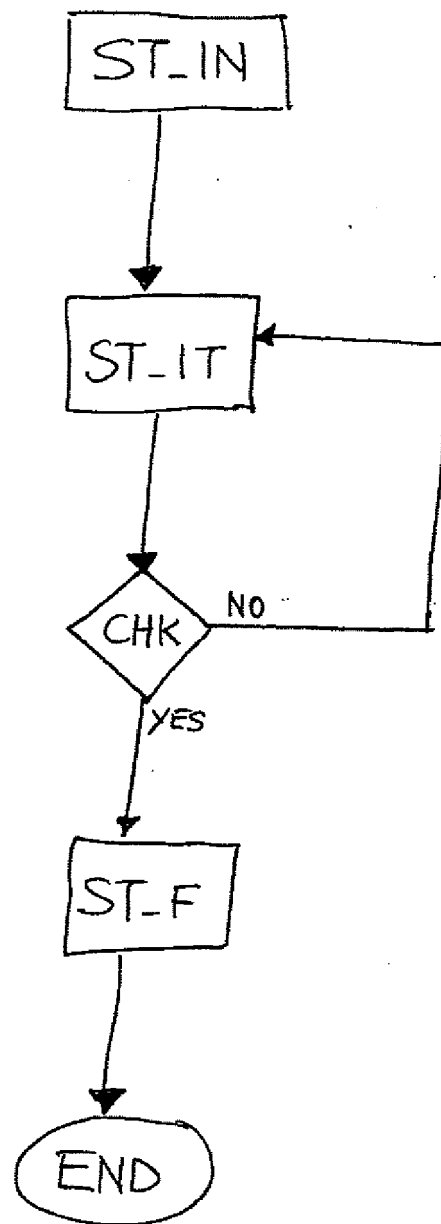 ST_IN
ST_IT
CHK
NO
YES
ST_F
END